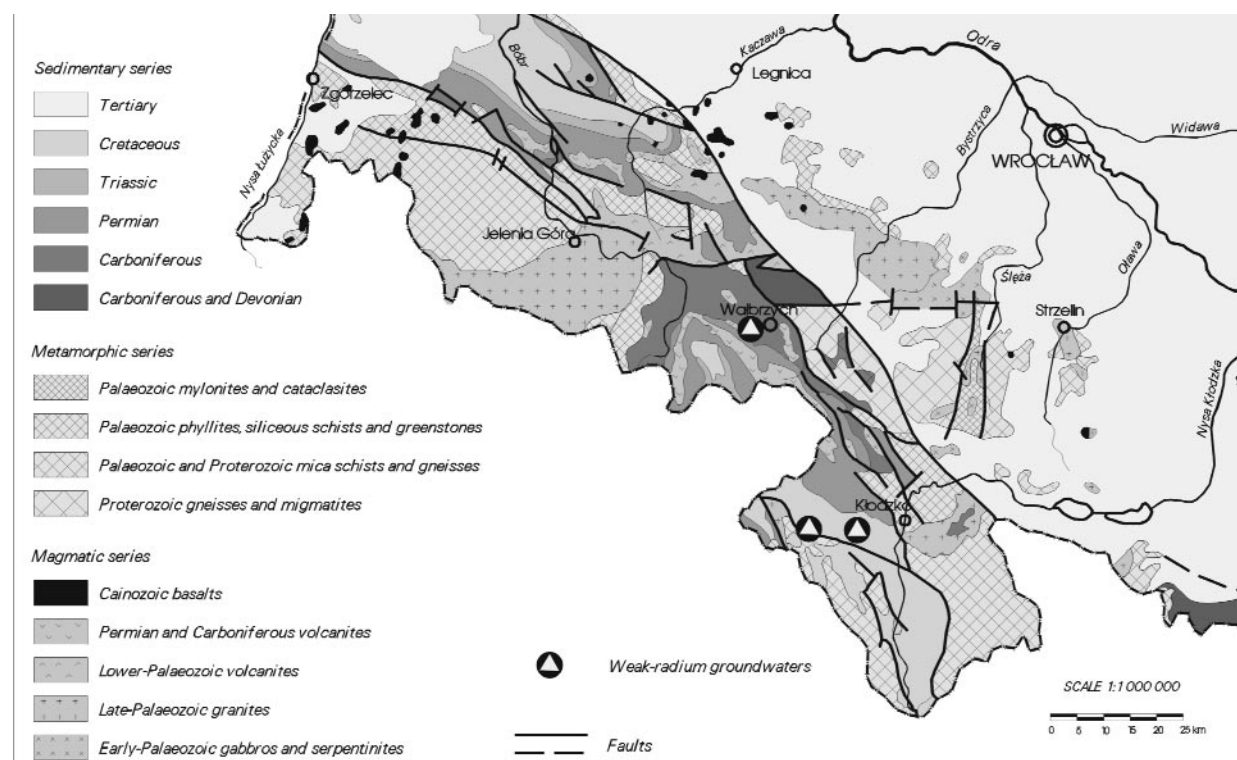 Sedimentary series
Tertiary
Cretaceous
Triassic
Permian
Carboniferous
Carboniferous and Devonian
Metamorphic series
Palaeozoic mylonites and cataclasites
Palaeozoic phyllites, siliceous schists and greenstones
Palaeozoic and Proterozoic mica schists and gneisses
Proterozoic gneisses and migmatites
Magmatic series
Cainozoic basalts
Permian and Carboniferous volcanites
Lower-Palaeozoic volcanites
Late-Palaeozoic granites
Early-Palaeozoic gabbros and serpentinites
Zgorzelec
Nysa Łużycka
Bóbr
Kaczawa
Legnica
Odra
Bystrzyca
Widawa
WROCŁAW
Jelenia Góra
Ślęża
Oława
Wałbrzych
Strzelin
Nysa Kłodzka
Kłodzko
Weak-radium groundwaters
Faults
SCALE 1:1 000 000
0 5 10 15 20 25 km